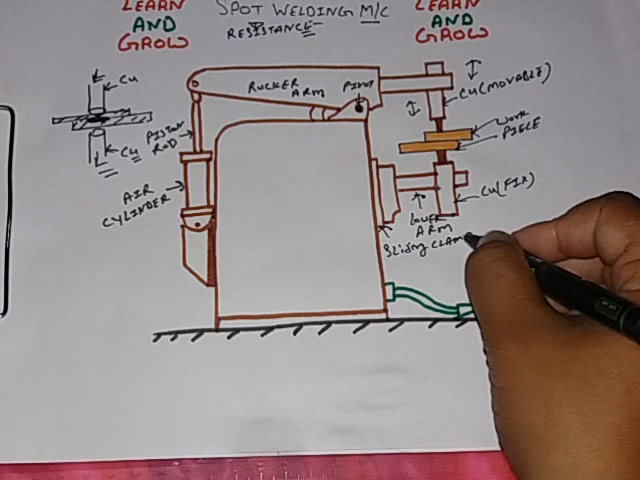 LEARN
AND
GROW
SPOT WELDING M/C
RESISTANCE
LEARN
AND
GROW
Cu
Cu
ROCKER
ARM
PIVOT
Cu(MOVABLE)
WORK
PIECE
PISTON
ROD
AIR
CYLINDER
Cu(FIX)
LOWER
ARM
Sliding CLAM